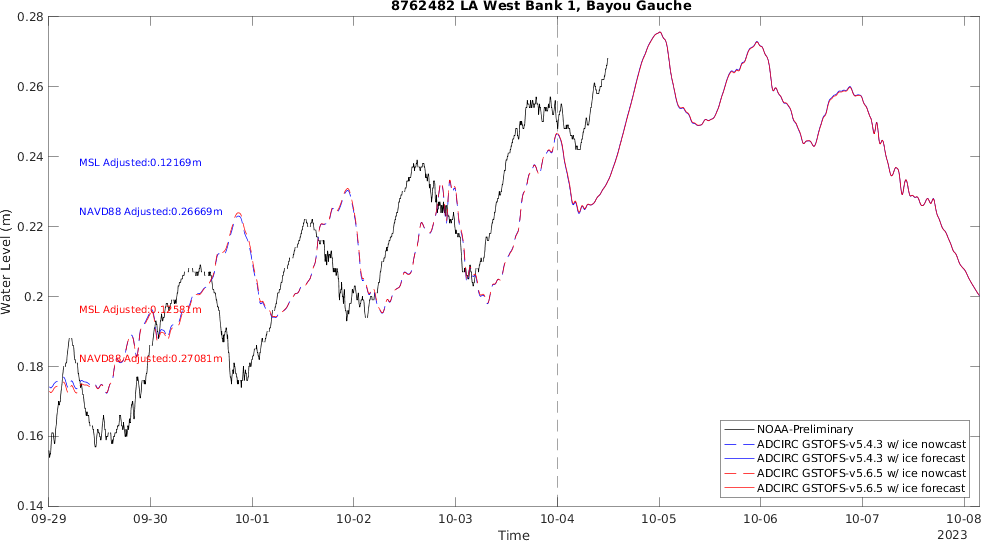 8762482 LA West Bank 1, Bayou Gauche
0.28
0.26
0.24
0.22
0.2
0.18
0.16
0.14
Water Level (m)
MSL Adjusted:0.12169m
NAVD88 Adjusted:0.26669m
MSL Adjusted:0.12581m
NAVD88 Adjusted:0.27081m
NOAA-Preliminary
ADCIRC GSTOFS-v5.4.3 w/ ice nowcast
ADCIRC GSTOFS-v5.4.3 w/ ice forecast
ADCIRC GSTOFS-v5.6.5 w/ ice nowcast
ADCIRC GSTOFS-v5.6.5 w/ ice forecast
09-29 09-30 10-01 10-02 10-03 10-04 10-05 10-06 10-07 10-08
Time
2023